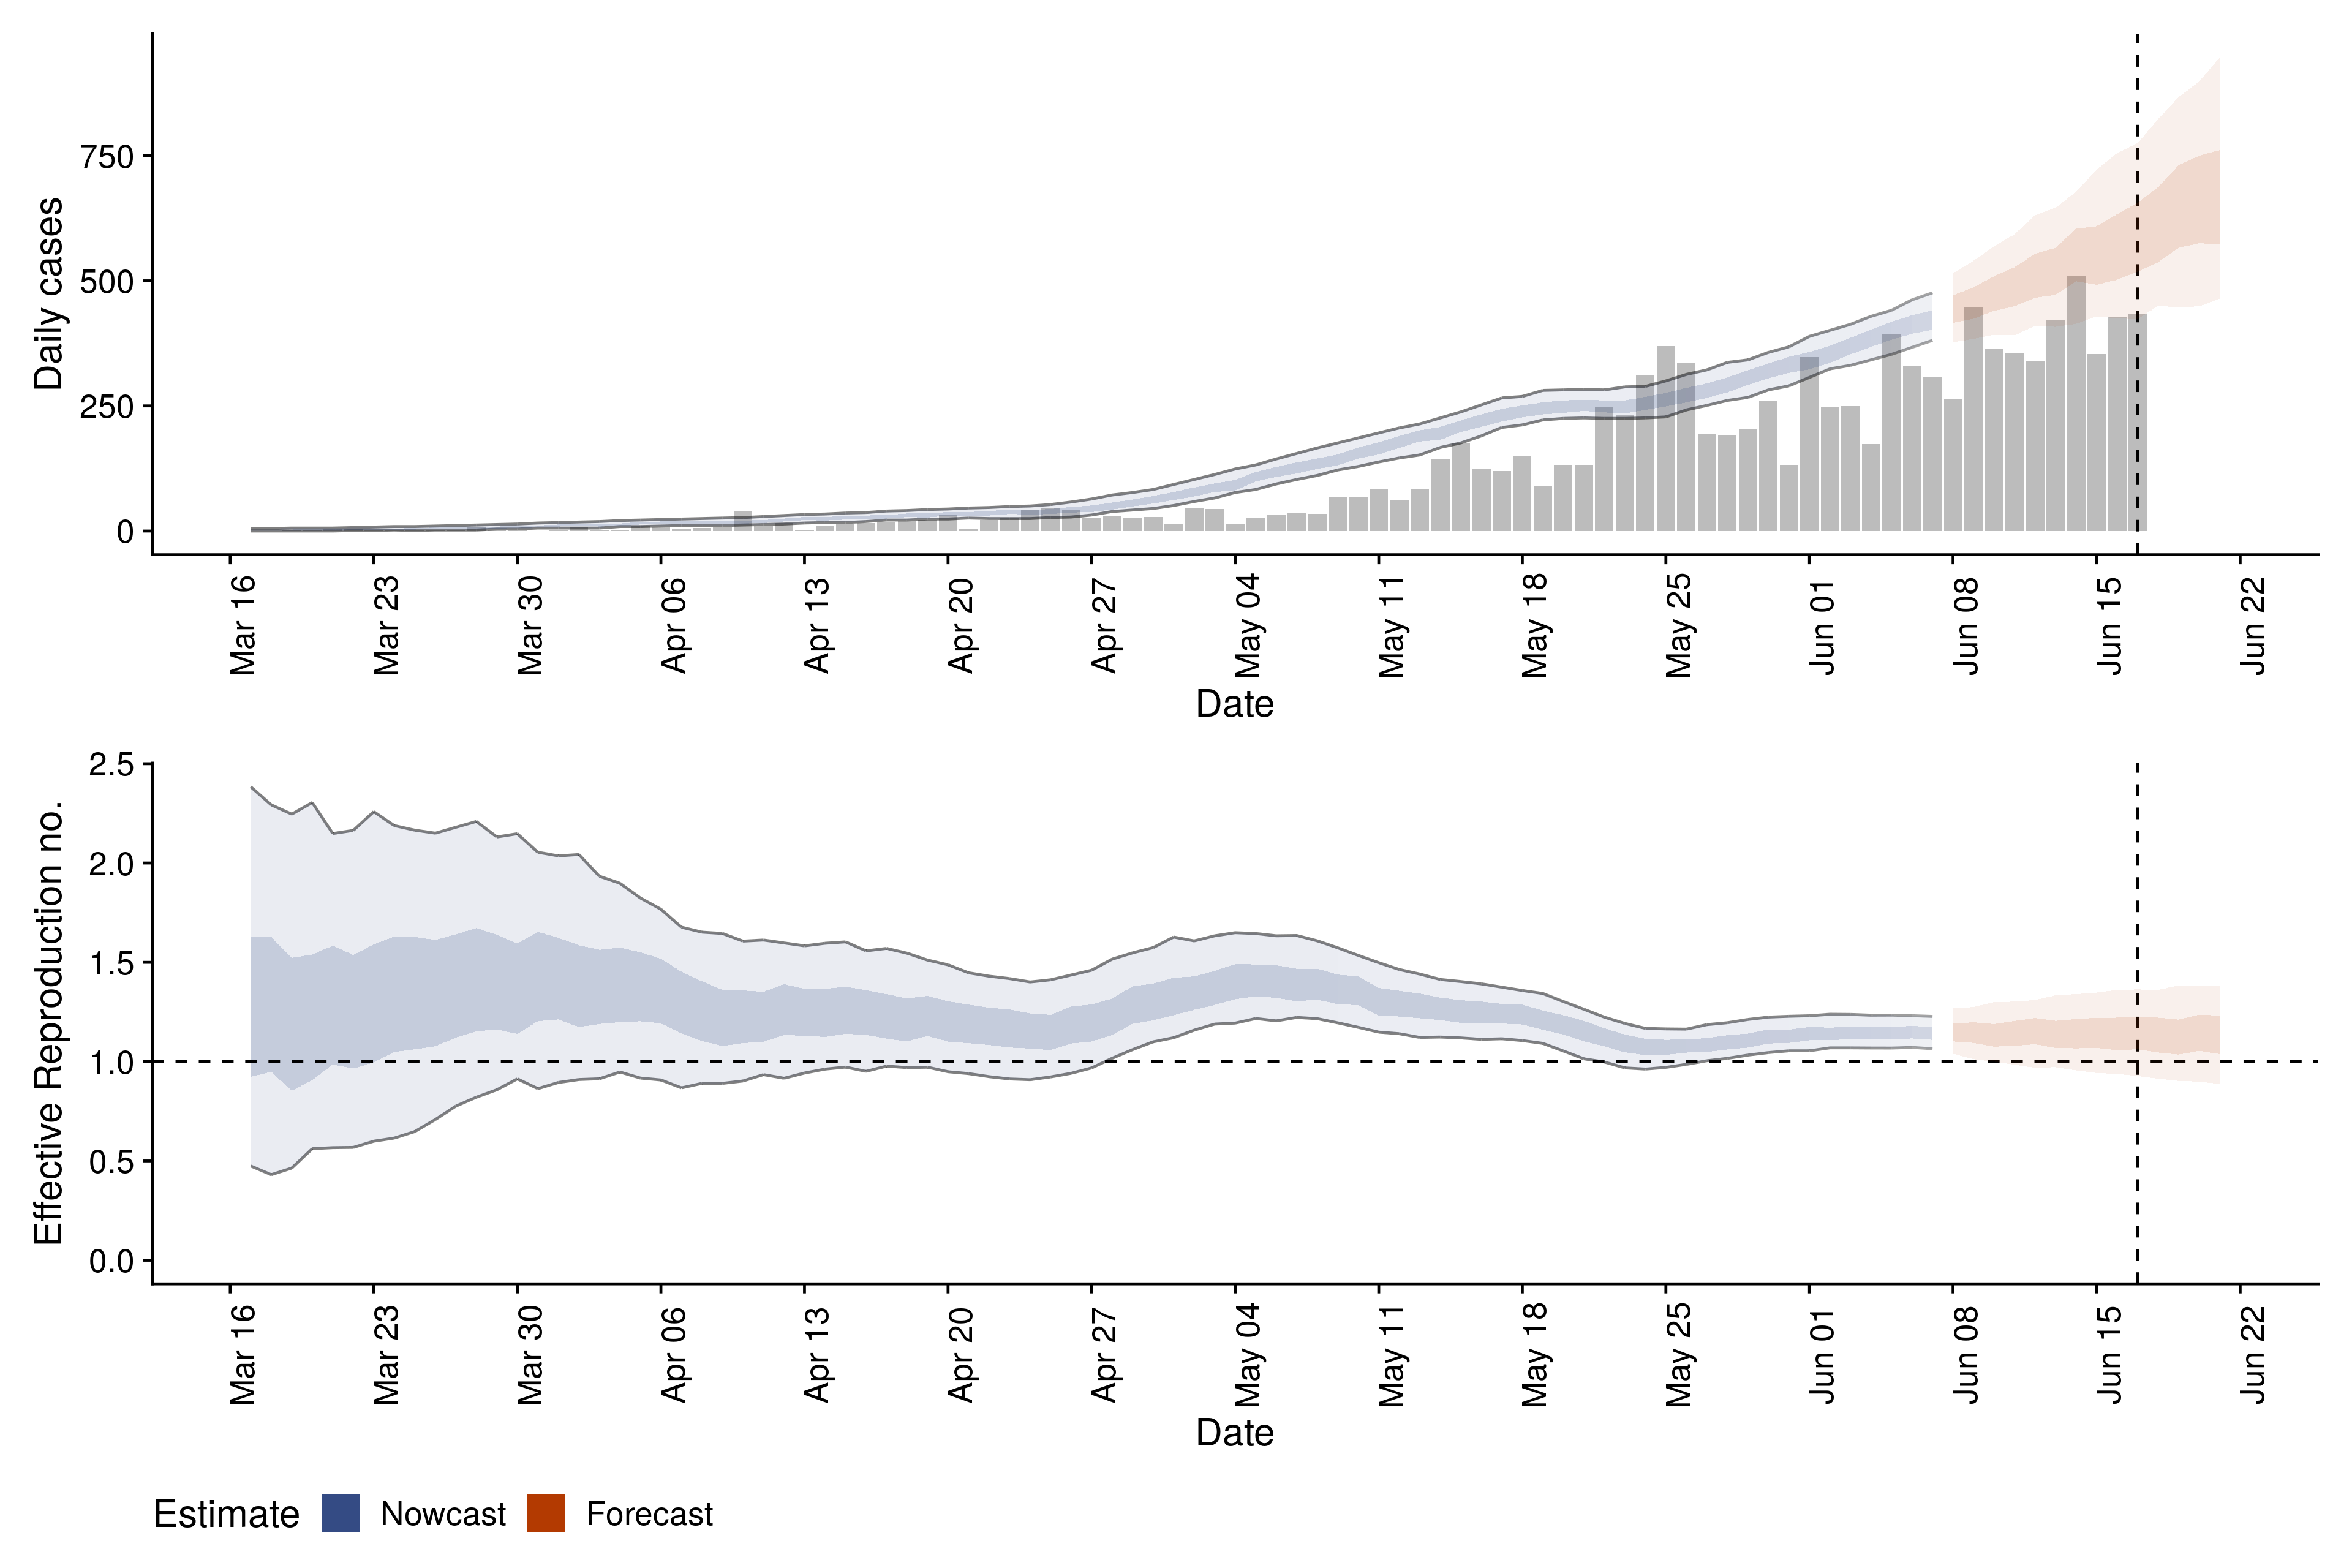 Daily cases
750
500
250
0
Mar 16
Mar 23
Mar 30
Apr 06
Apr 13
Apr 20
Apr 27
May 04
May 11
May 18
May 25
Jun 01
Jun 08
Jun 15
Jun 22
Date
Effective Reproduction no.
2.5
2.0
1.5
1.0
0.5
0.0
Mar 16
Mar 23
Mar 30
Apr 06
Apr 13
Apr 20
Apr 27
May 04
May 11
May 18
May 25
Jun 01
Jun 08
Jun 15
Jun 22
Date
Estimate Nowcast Forecast